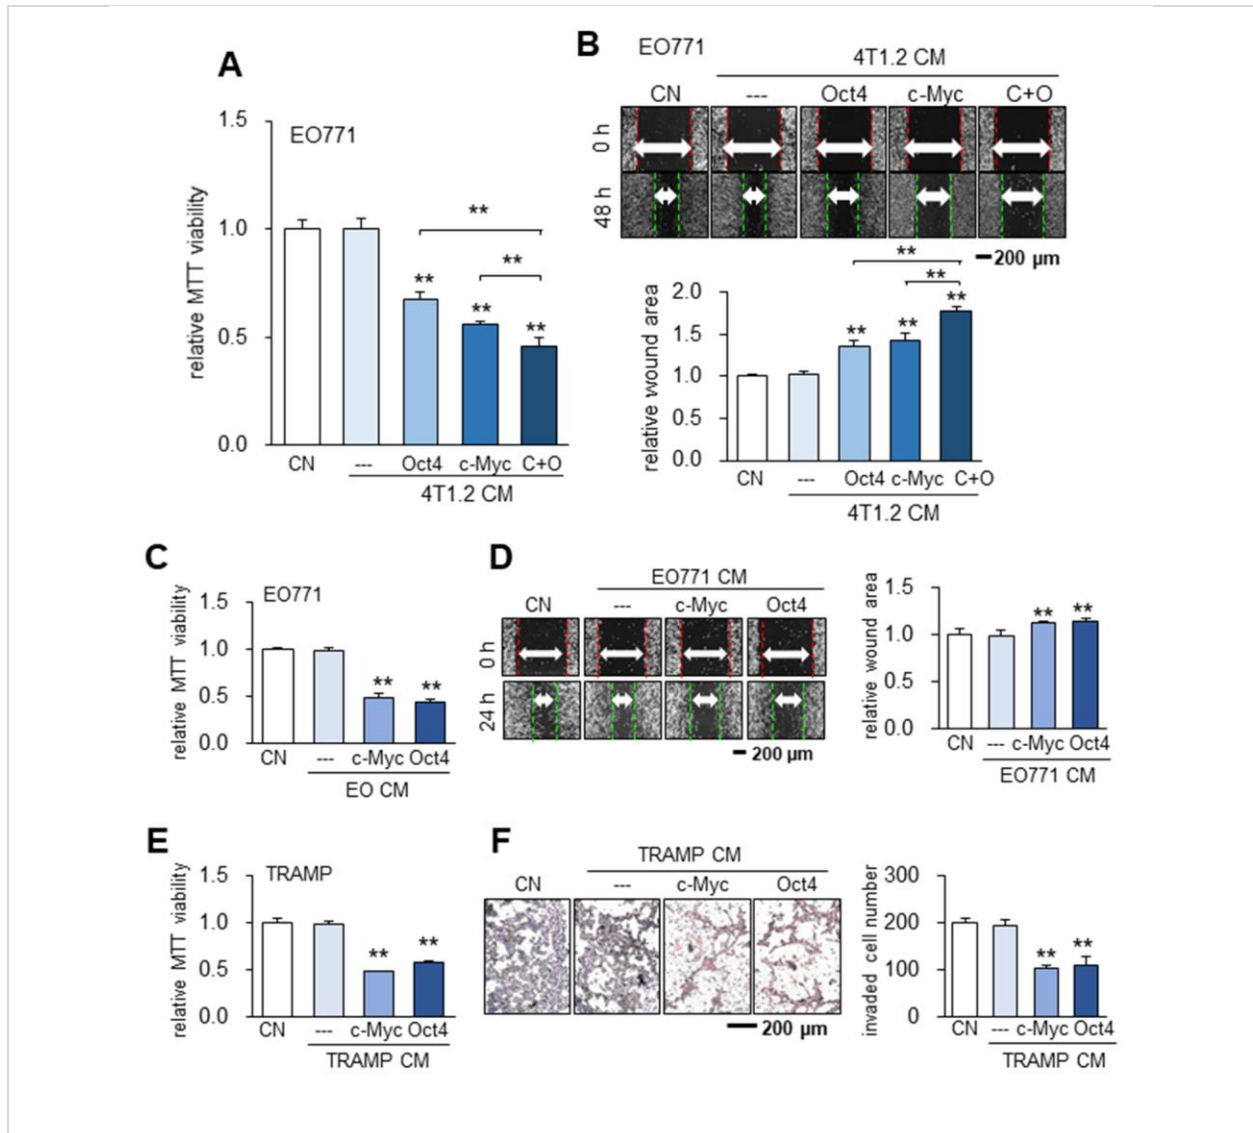 A
EO771
relative MTT viability
1.5
1.0
0.5
0.0
**
**
**
**
**
CN
---
Oct4
c-Myc
C+O
4T1.2 CM
B
EO771
4T1.2 CM
CN
---
Oct4
c-Myc
C+O
0 h
48 h
200 µm
relative wound area
2.0
1.5
1.0
0.5
0.0
**
**
**
**
**
CN
---
Oct4
c-Myc
C+O
4T1.2 CM
C
EO771
relative MTT viability
1.5
1.0
0.5
0.0
**
**
CN
---
c-Myc
Oct4
EO CM
D
EO771 CM
CN
---
c-Myc
Oct4
0 h
24 h
200 µm
relative wound area
1.5
1.0
0.5
0.0
**
**
CN
---
c-Myc
Oct4
EO771 CM
E
TRAMP
relative MTT viability
1.5
1.0
0.5
0.0
**
**
CN
---
c-Myc
Oct4
TRAMP CM
F
TRAMP CM
CN
---
c-Myc
Oct4
200 µm
invaded cell number
300
200
100
0
**
**
CN
---
c-Myc
Oct4
TRAMP CM